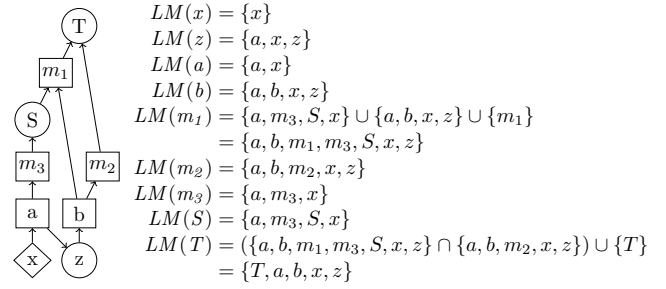 T
m₁
S
m₃
m₂
a
b
x
z
LM(x) = {x}
LM(z) = {a, x, z}
LM(a) = {a, x}
LM(b) = {a, b, x, z}
LM(m₁) = {a, m₃, S, x} ∪ {a, b, x, z} ∪ {m₁}
= {a, b, m₁, m₃, S, x, z}
LM(m₂) = {a, b, m₂, x, z}
LM(m₃) = {a, m₃, x}
LM(S) = {a, m₃, S, x}
LM(T) = ({a, b, m₁, m₃, S, x, z} ∩ {a, b, m₂, x, z}) ∪ {T}
= {T, a, b, x, z}